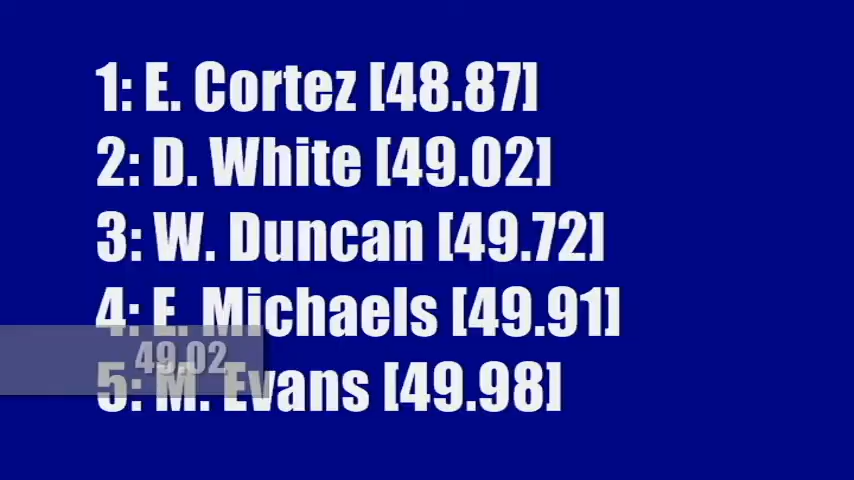 1: E. Cortez [48.87]
2: D. White [49.02]
3: W. Duncan [49.72]
4: E. Michaels [49.91]
49.02
5: M. Evans [49.98]